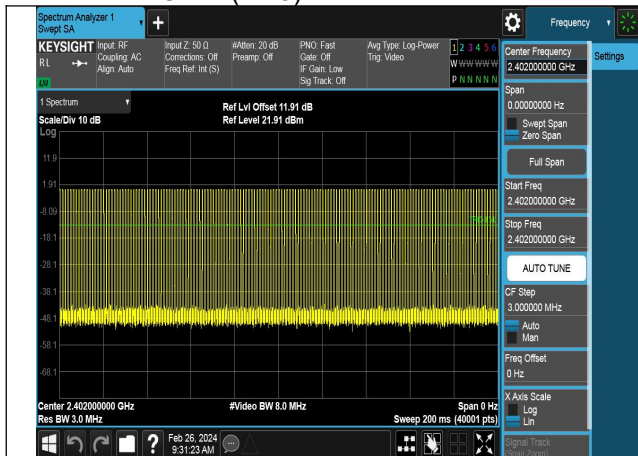 Spectrum Analyzer 1
Swept SA
Frequency
KEYSIGHT
Input: RF
Coupling: AC
Align: Auto
Input Z: 50 Ω
Corrections: Off
Freq Ref: Int (S)
#Atten: 20 dB
Preamp: Off
PNO: Fast
Gate: Off
IF Gain: Low
Sig Track: Off
Avg Type: Log-Power
Trig: Video
1 2 3 4 5 6
W W W W W W
P N N N N N
RL
LXI
Center Frequency
2.402000000 GHz
Settings
Span
0.00000000 Hz
Swept Span
Zero Span
Full Span
Start Freq
2.402000000 GHz
Stop Freq
2.402000000 GHz
AUTO TUNE
CF Step
3.000000 MHz
Auto
Man
Freq Offset
0 Hz
X Axis Scale
Log
Lin
Signal Track
(Span Zoom)
1 Spectrum
Scale/Div 10 dB
Log
Ref Lvl Offset 11.91 dB
Ref Level 21.91 dBm
11.9
1.91
-8.09
-18.1
-28.1
-38.1
-48.1
-58.1
-68.1
Center 2.402000000 GHz
Res BW 3.0 MHz
#Video BW 8.0 MHz
Span 0 Hz
Sweep 200 ms (40001 pts)
?
Feb 26, 2024
9:31:23 AM